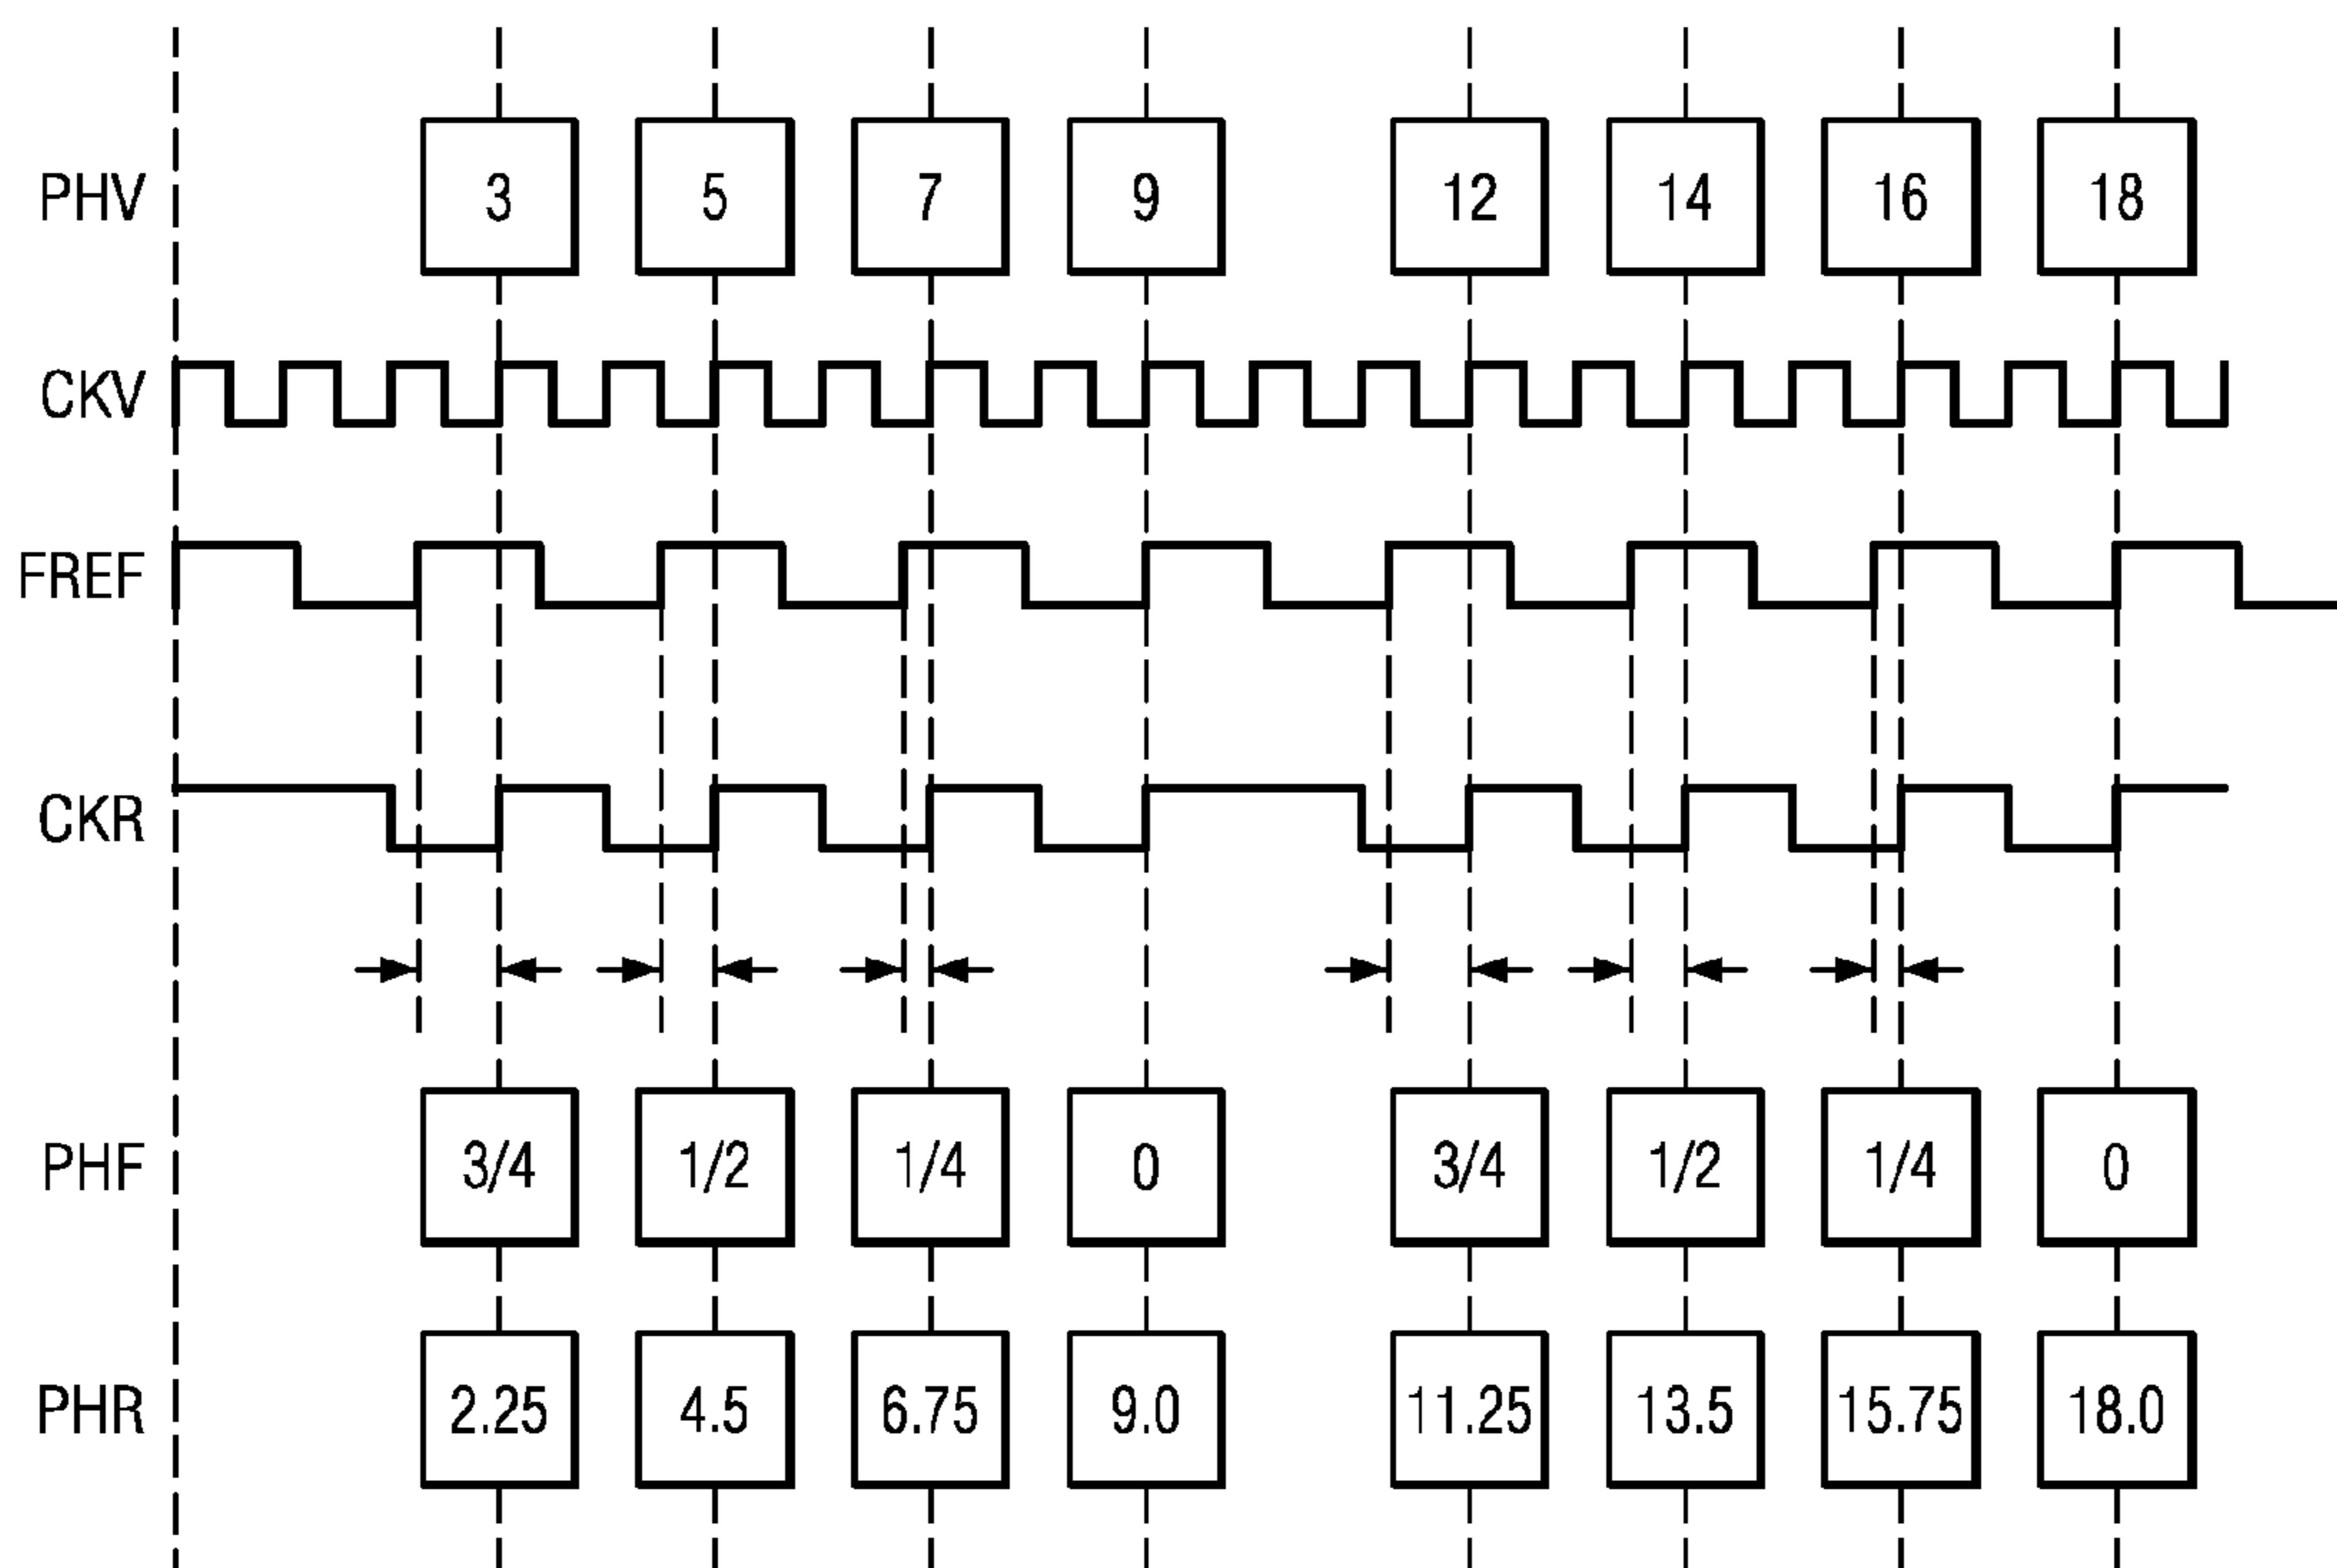 PHV 3 5 7 9 12 14 16 18
CKV
FREF
CKR
PHF 3/4 1/2 1/4 0 3/4 1/2 1/4 0
PHR 2.25 4.5 6.75 9.0 11.25 13.5 15.75 18.0